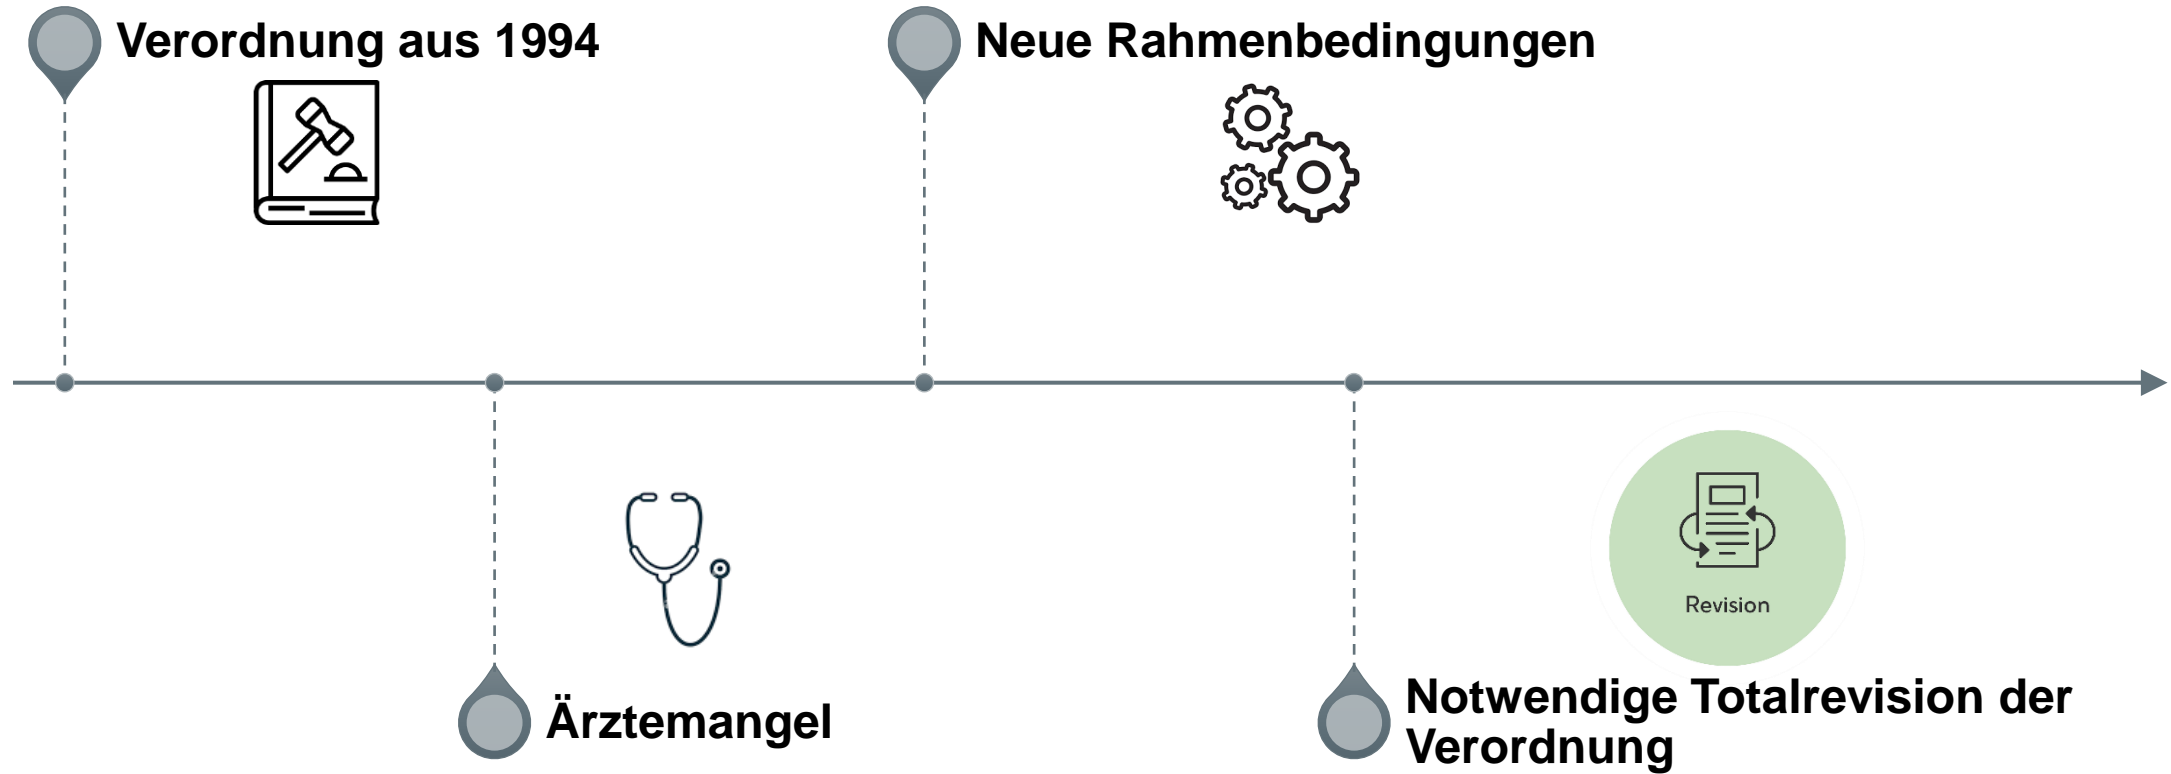 Verordnung aus 1994
Neue Rahmenbedingungen
Revision
Ärztemangel
Notwendige Totalrevision der
Verordnung